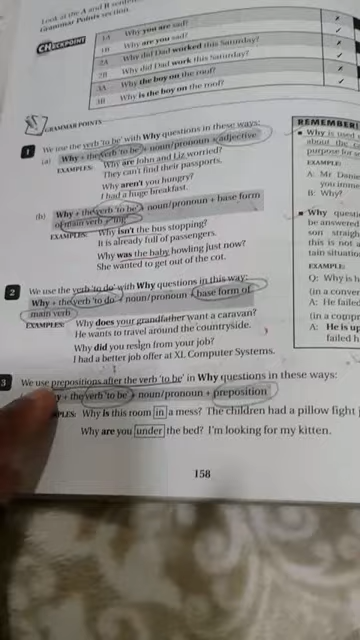 Look at the A and B
Grammar Points section.
CHECKPOINT
1A Why you are sad? ✗
1B Why are you sad? ✓
2A Why did Dad worked this Saturday? ✗
2B Why did Dad work this Saturday? ✓
3A Why the boy on the roof? ✗
3B Why is the boy on the roof? ✓
GRAMMAR POINTS
1 We use the verb 'to be' with Why questions in these ways:
(a) Why + the verb 'to be' + noun/pronoun + adjective
EXAMPLES: Why are John and Liz worried?
They can't find their passports.
Why aren't you hungry?
I had a huge breakfast.
(b) Why + the verb 'to be' + noun/pronoun + base form
of main verb + 'ing'
EXAMPLES: Why isn't the bus stopping?
It is already full of passengers.
Why was the baby howling just now?
She wanted to get out of the cot.
2 We use the verb 'to do' with Why questions in this way:
Why + the verb 'to do' + noun/pronoun + base form of
main verb
EXAMPLES: Why does your grandfather want a caravan?
He wants to travel around the countryside.
Why did you resign from your job?
I had a better job offer at XL Computer Systems.
3 We use prepositions after the verb 'to be' in Why questions in these ways:
+ the verb 'to be' + noun/pronoun + preposition
Why is this room in a mess? The children had a pillow fight
Why are you under the bed? I'm looking for my kitten.
158
REMEMBER
Why is used
about the
purpose for
EXAMPLE:
A: Mr Dan
you imm
B: Why?
Why ques
be answered
son straigh
this is not a
tain situatio
EXAMPLE:
Q: Why is h
(in a conver
A: He failed
(in a comp
A: He is up
failed h